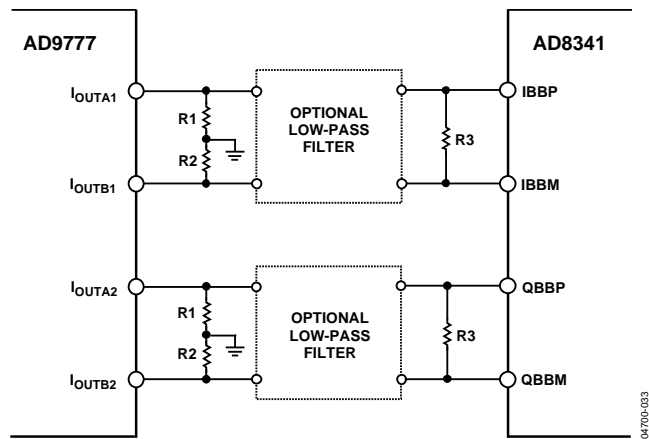 AD9777
AD8341
IOUTA1
IBBP
R1
OPTIONAL
LOW-PASS
FILTER
R3
R2
IOUTB1
IBBM
IOUTA2
QBBP
R1
OPTIONAL
LOW-PASS
FILTER
R3
R2
IOUTB2
QBBM
04700-033